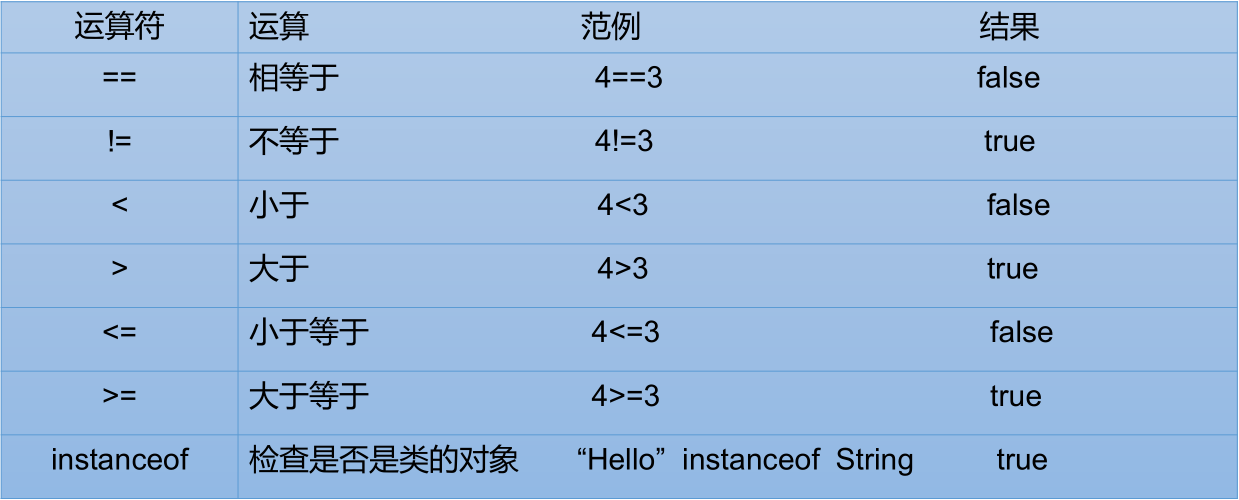 运算符 运算 范例 结果
== 相等于 4==3 false
!= 不等于 4!=3 true
< 小于 4<3 false
> 大于 4>3 true
<= 小于等于 4<=3 false
>= 大于等于 4>=3 true
instanceof 检查是否是类的对象 “Hello” instanceof String true